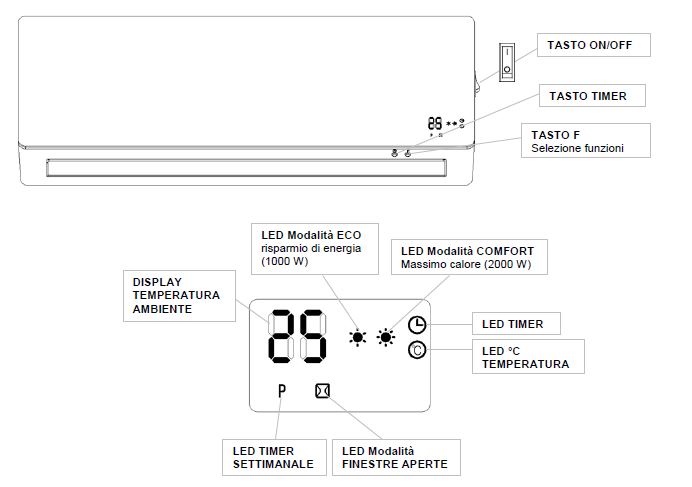 TASTO ON/OFF
TASTO TIMER
25
TASTO F
Selezione funzioni
LED Modalità ECO
risparmio di energia
(1000 W)
LED Modalità COMFORT
Massimo calore (2000 W)
DISPLAY
TEMPERATURA
AMBIENTE
25
°C
LED TIMER
LED °C
TEMPERATURA
P
LED TIMER
SETTIMANALE
LED Modalità
FINESTRE APERTE